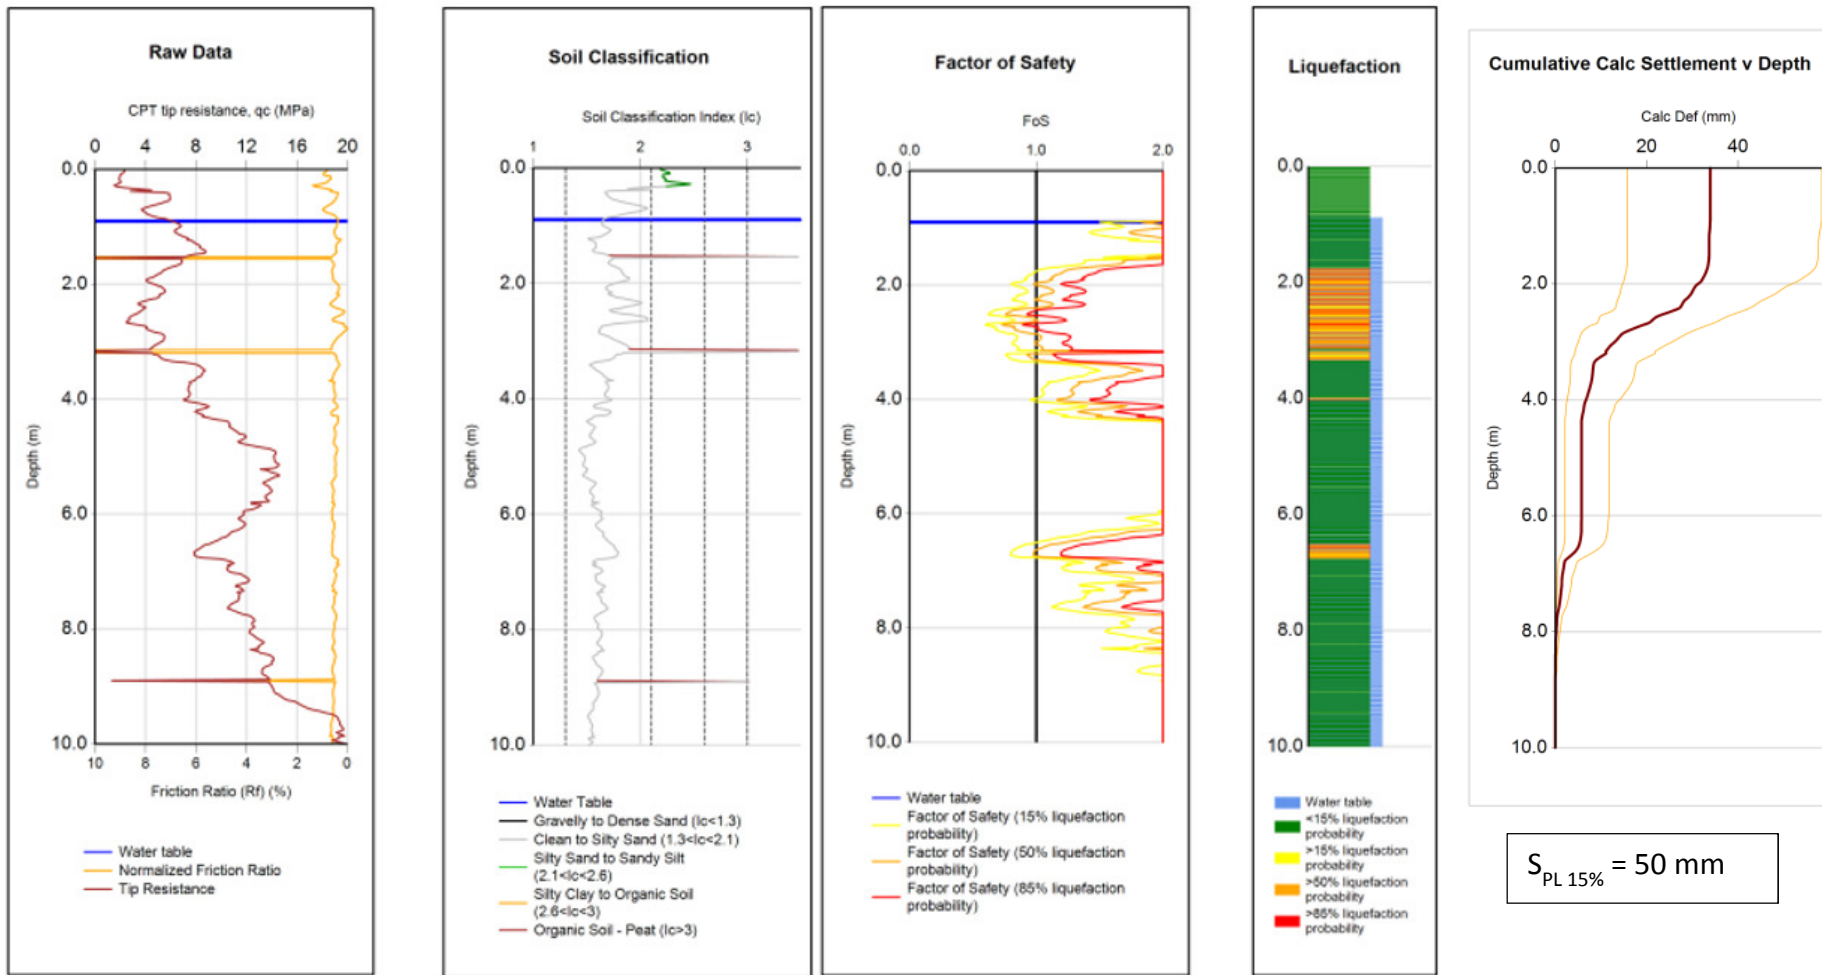 Raw Data
CPT tip resistance, qc (MPa)
0 4 8 12 16 20
0.0
2.0
4.0
6.0
8.0
10.0
Depth (m)
10 8 6 4 2 0
Friction Ratio (Rf) (%)
Water table
Normalized Friction Ratio
Tip Resistance
Soil Classification
Soil Classification Index (Ic)
1 2 3
0.0
2.0
4.0
6.0
8.0
10.0
Depth (m)
Water Table
Gravelly to Dense Sand (Ic<1.3)
Clean to Silty Sand (1.3<Ic<2.1)
Silty Sand to Sandy Silt
(2.1<Ic<2.6)
Silty Clay to Organic Soil
(2.6<Ic<3)
Organic Soil - Peat (Ic>3)
Factor of Safety
FoS
0.0 1.0 2.0
0.0
2.0
4.0
6.0
8.0
10.0
Depth (m)
Water table
Factor of Safety (15% liquefaction
probability)
Factor of Safety (50% liquefaction
probability)
Factor of Safety (85% liquefaction
probability)
Liquefaction
0.0
2.0
4.0
6.0
8.0
10.0
Water table
<15% liquefaction
probability
>15% liquefaction
probability
>50% liquefaction
probability
>85% liquefaction
probability
Cumulative Calc Settlement v Depth
Calc Def (mm)
0 20 40
0.0
2.0
4.0
6.0
8.0
10.0
Depth (m)
S PL 15% = 50 mm